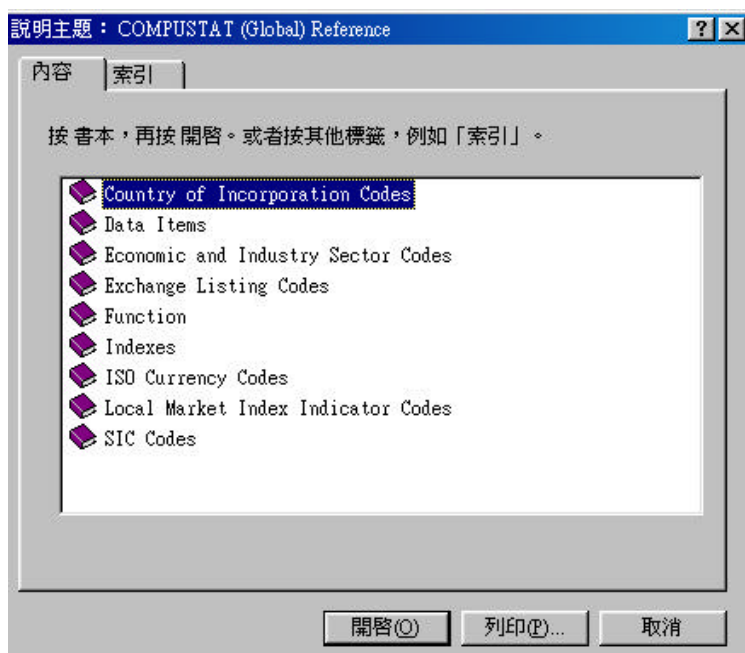 說明主題： COMPUSTAT (Global) Reference
內容 索引
按 書本，再按 開啓。或者按其他標籤，例如「索引」。
Country of Incorporation Codes
Data Items
Economic and Industry Sector Codes
Exchange Listing Codes
Function
Indexes
ISO Currency Codes
Local Market Index Indicator Codes
SIC Codes
開啓(O) 列印(P)... 取消